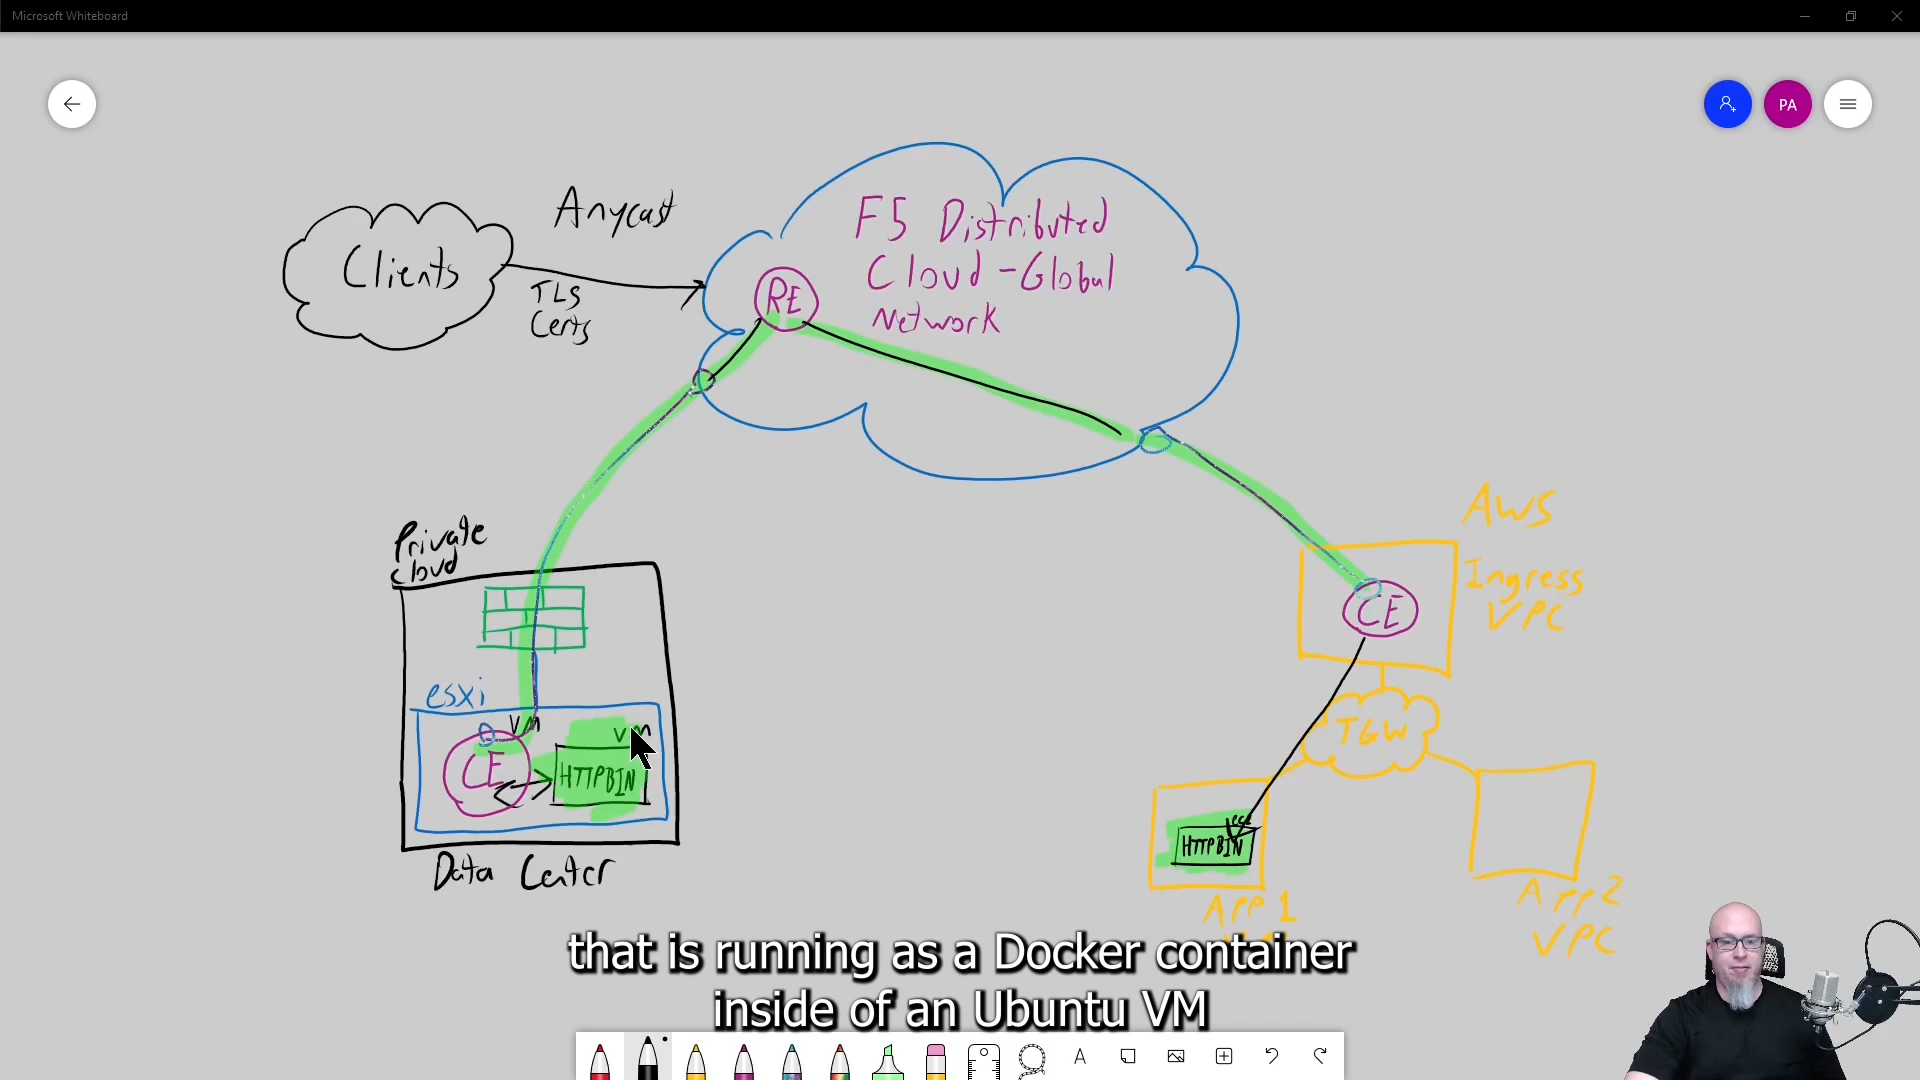 Microsoft Whiteboard
PA
Anycast
Clients
TLS
Certs
F5 Distributed
Cloud - Global
Network
RE
Private
Cloud
esxi
VM
VM
CE
HTTPBIN
Data Center
AWS
Ingress
VPC
CE
TGW
HTTPBIN
App 1
App 2
VPC
that is running as a Docker container
inside of an Ubuntu VM
A